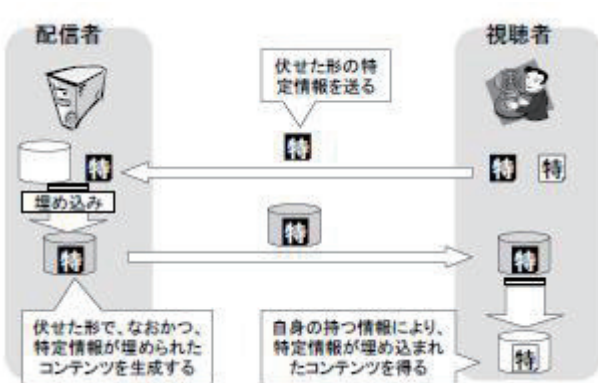 配信者
視聴者
伏せた形の特
定情報を送る
特
特
特
特
埋め込み
特
特
特
伏せた形で、なおかつ、
特定情報が埋められた
コンテンツを生成する
自身の持つ情報により、
特定情報が埋め込まれ
たコンテンツを得る
特